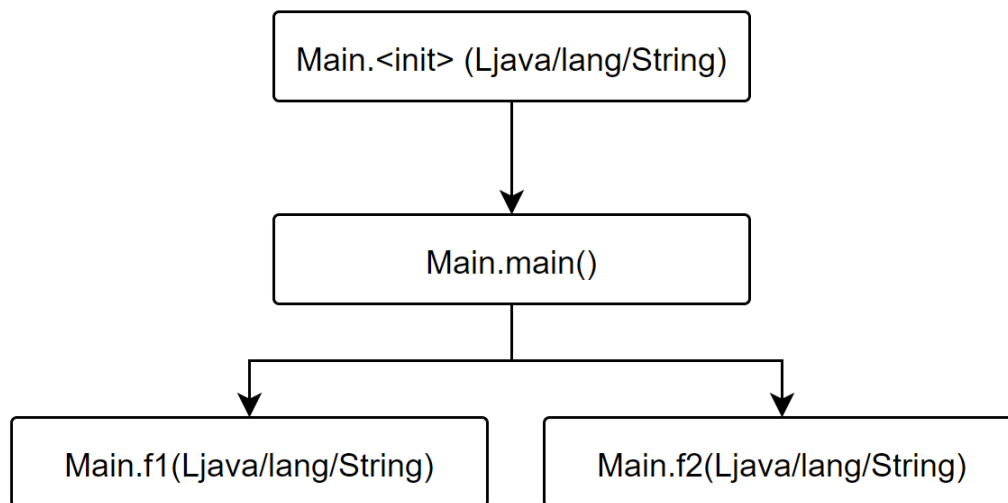 Main.<init> (Ljava/lang/String)
Main.main()
Main.f1(Ljava/lang/String)
Main.f2(Ljava/lang/String)